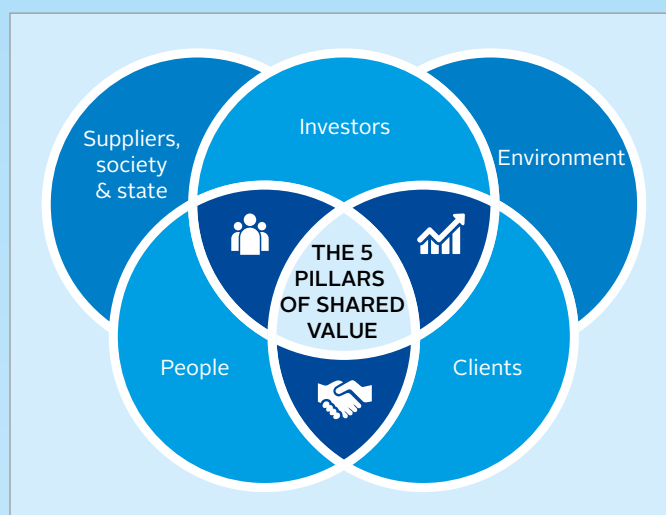 Suppliers,
society
& state
Investors
Environment
THE 5
PILLARS
OF SHARED
VALUE
People
Clients